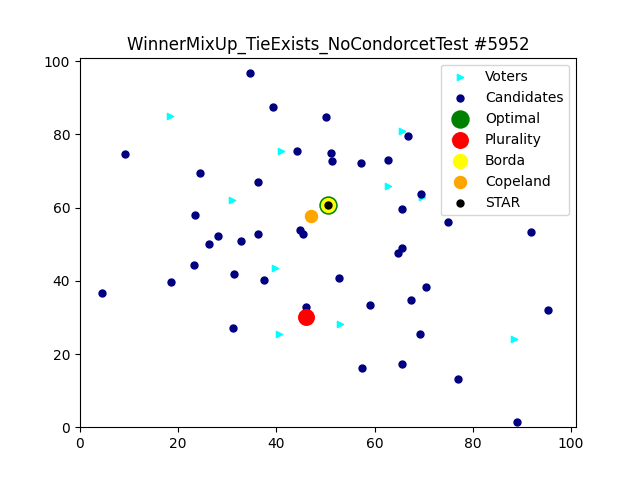 WinnerMixUp_TieExists_NoCondorcetTest #5952
100
80
60
40
20
0
0 20 40 60 80 100
Voters
Candidates
Optimal
Plurality
Borda
Copeland
STAR